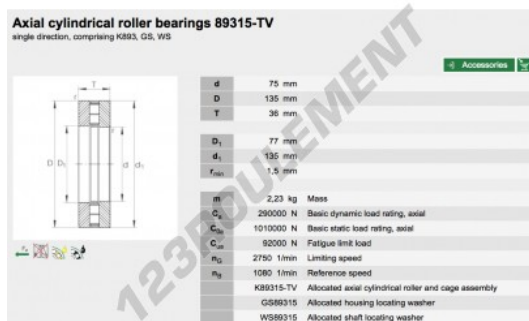 Axial cylindrical roller bearings 89315-TV
single direction, comprising K893, GS, WS
Accessories
T
r
D D1 d d1
r
d 75 mm
D 135 mm
T 36 mm
D1 77 mm
d1 135 mm
rmin 1,5 mm
m 2,23 kg Mass
Ca 290000 N Basic dynamic load rating, axial
C0a 1010000 N Basic static load rating, axial
Cua 92000 N Fatigue limit load
nG 2750 1/min Limiting speed
nB 1080 1/min Reference speed
K89315-TV Allocated axial cylindrical roller and cage assembly
GS89315 Allocated housing locating washer
WS89315 Allocated shaft locating washer
123ROULEMENT